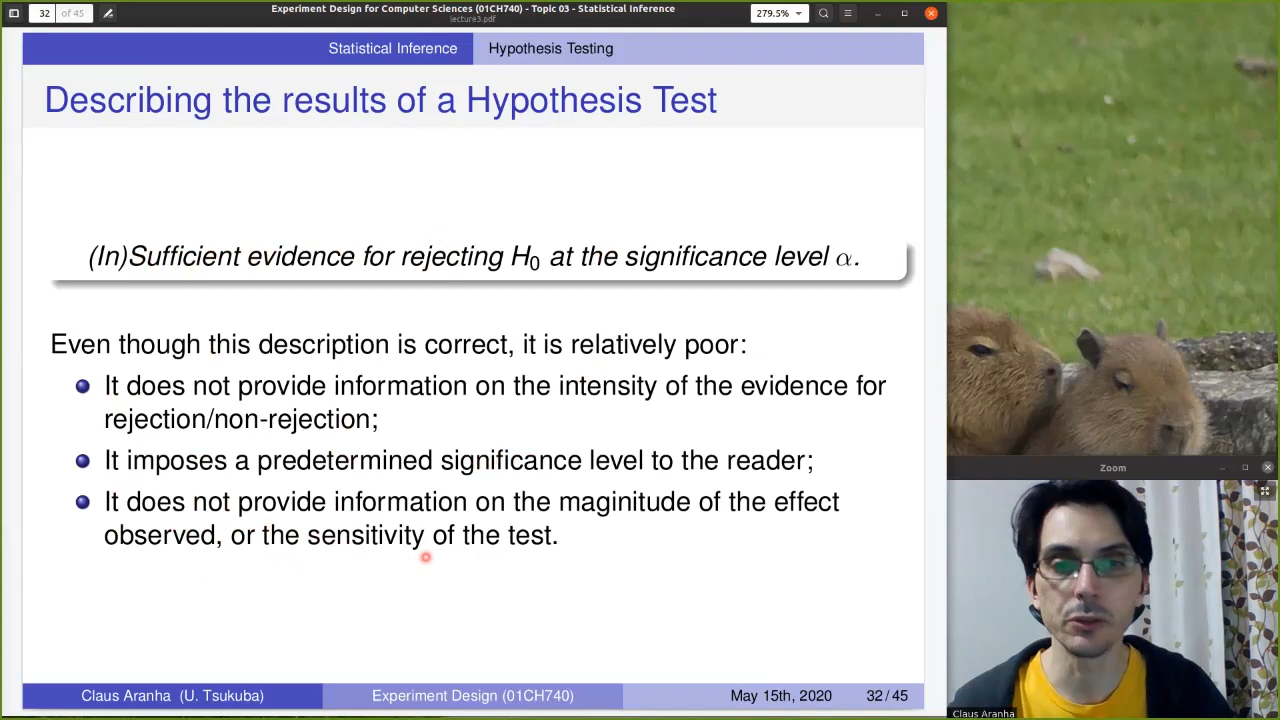 Experiment Design for Computer Sciences (01CH740) - Topic 03 - Statistical Inference
lecture3.pdf
32 of 45
279.5%
Statistical Inference Hypothesis Testing
Describing the results of a Hypothesis Test
(In)Sufficient evidence for rejecting H₀ at the significance level α.
Even though this description is correct, it is relatively poor:
It does not provide information on the intensity of the evidence for
rejection/non-rejection;
It imposes a predetermined significance level to the reader;
It does not provide information on the maginitude of the effect
observed, or the sensitivity of the test.
Claus Aranha (U. Tsukuba) Experiment Design (01CH740) May 15th, 2020 32 / 45
Zoom
Claus Aranha